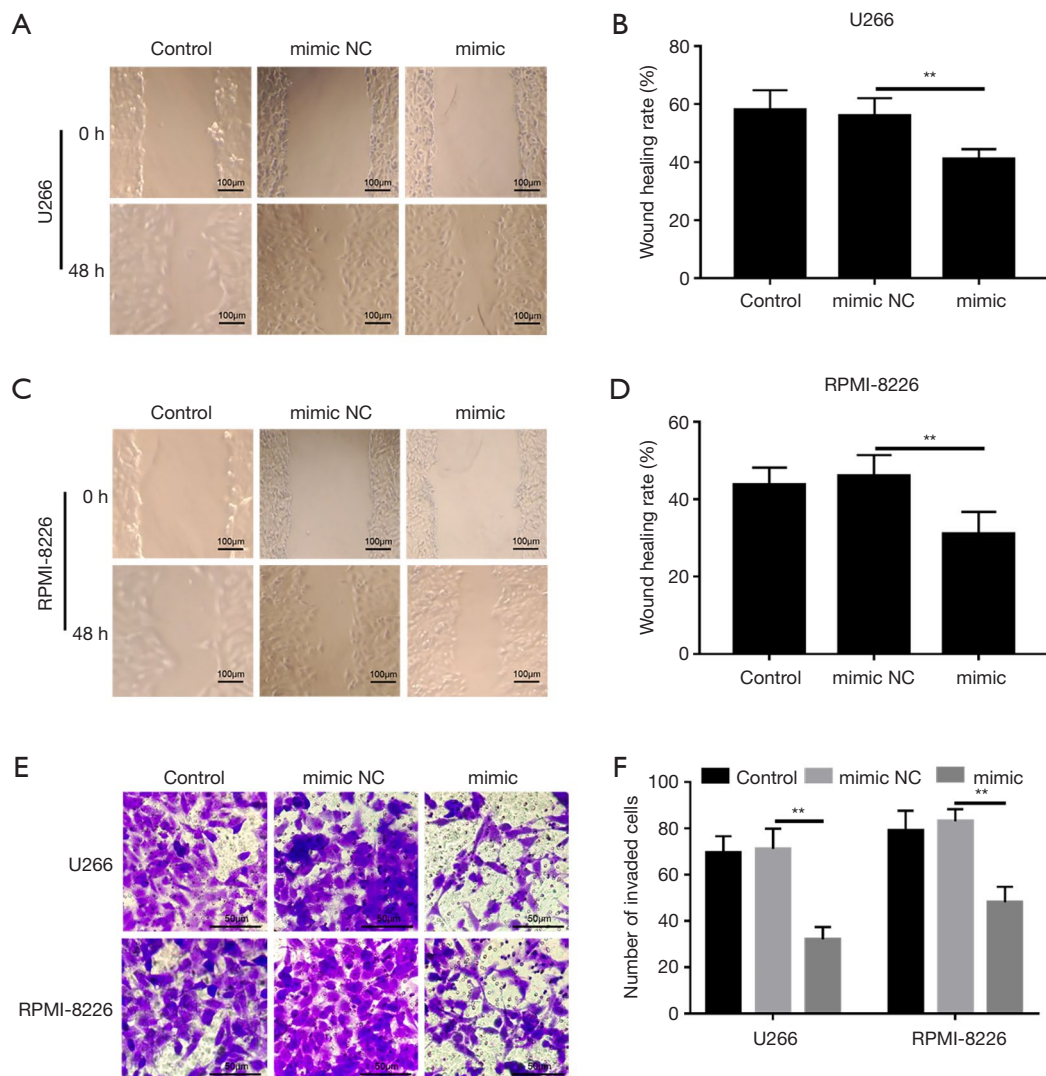 A
Control mimic NC mimic
U266
0 h
100μm 100μm 100μm
48 h
100μm 100μm 100μm
B
U266
Wound healing rate (%)
80
60
40
20
0
**
Control mimic NC mimic
C
Control mimic NC mimic
RPMI-8226
0 h
100μm 100μm 100μm
48 h
100μm 100μm 100μm
D
RPMI-8226
Wound healing rate (%)
60
40
20
0
**
Control mimic NC mimic
E
Control mimic NC mimic
U266
50μm 50μm 50μm
RPMI-8226
50μm 50μm 50μm
F
Control mimic NC mimic
Number of invaded cells
100
80
60
40
20
0
** **
U266 RPMI-8226